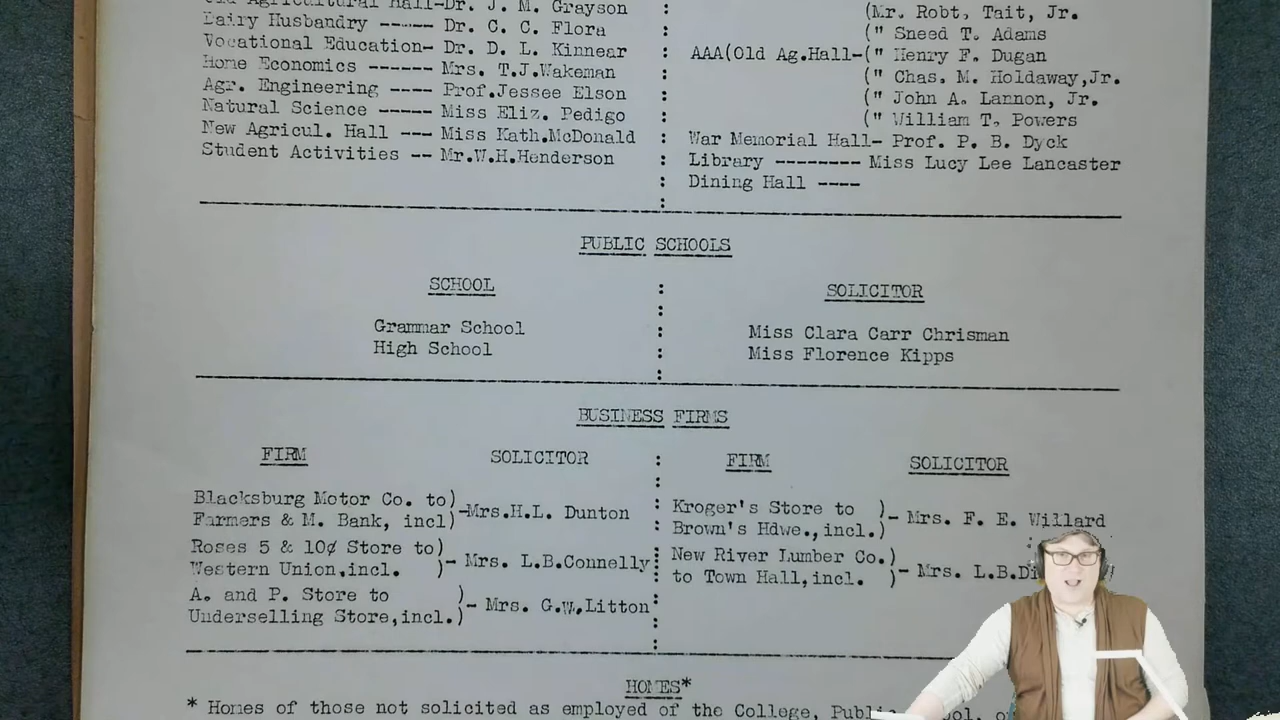 Old Agricultural Hall-Dr. J. M. Grayson
Dairy Husbandry ------ Dr. C. C. Flora
Vocational Education- Dr. D. L. Kinnear
Home Economics ------ Mrs. T.J.Wakeman
Agr. Engineering ---- Prof.Jessee Elson
Natural Science ----- Miss Eliz. Pedigo
New Agricul. Hall --- Miss Kath.McDonald
Student Activities -- Mr.W.H.Henderson
(Mr. Robt, Tait, Jr.
(" Sneed T. Adams
AAA(Old Ag.Hall-(" Henry F. Dugan
(" Chas. M. Holdaway,Jr.
(" John A. Lannon, Jr.
(" William T. Powers
War Memorial Hall- Prof. P. B. Dyck
Library -------- Miss Lucy Lee Lancaster
Dining Hall ----
PUBLIC SCHOOLS
SCHOOL
Grammar School
High School
SOLICITOR
Miss Clara Carr Chrisman
Miss Florence Kipps
BUSINESS FIRMS
FIRM SOLICITOR
Blacksburg Motor Co. to)
Farmers & M. Bank, incl)-Mrs.H.L. Dunton
Roses 5 & 10¢ Store to)
Western Union,incl. )- Mrs. L.B.Connelly
A. and P. Store to )
Underselling Store,incl.)- Mrs. G.W.Litton
FIRM SOLICITOR
Kroger's Store to )
Brown's Hdwe.,incl.)- Mrs. F. E. Willard
New River Lumber Co.)
to Town Hall,incl. )- Mrs. L.B.
HOMES*
* Homes of those not solicited as employed of the College,